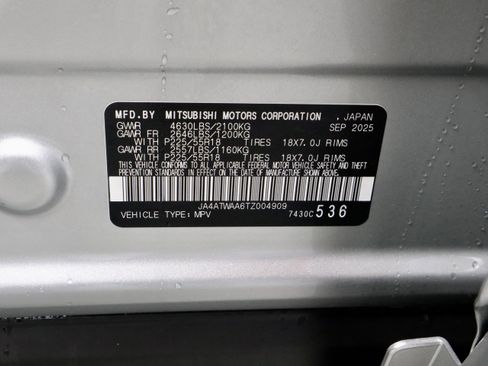 MFD.BY MITSUBISHI MOTORS CORPORATION , JAPAN
GVWR 4630LBS/2100KG SEP 2025
GAWR FR 2646LBS/1200KG
WITH P225/55R18 TIRES 18X7.0J RIMS
GAWR RR 2557LBS/1160KG
WITH P225/55R18 TIRES 18X7.0J RIMS
THIS VEHICLE CONFORMS TO ALL APPLICABLE FEDERAL
MOTOR VEHICLE SAFETY AND THEFT
PREVENTION STANDARDS IN EFFECT ON THE DATE OF
MANUFACTURE SHOWN ABOVE.
JA4ATWAA6TZ004909
VEHICLE TYPE: MPV 7430C 536